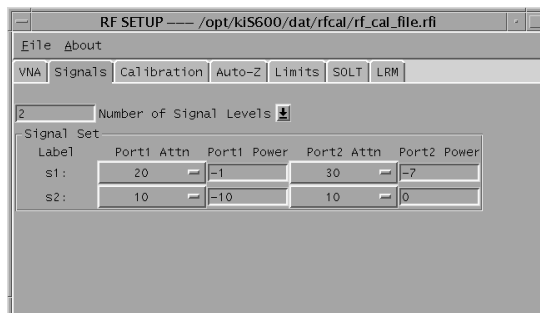 RF SETUP --- /opt/kiS600/dat/rfcal/rf_cal_file.rfi
File About
VNA Signals Calibration Auto-Z Limits SOLT LRM
2 Number of Signal Levels
Signal Set
Label Port1 Attn Port1 Power Port2 Attn Port2 Power
s1: 20 -1 30 -7
s2: 10 -10 10 0